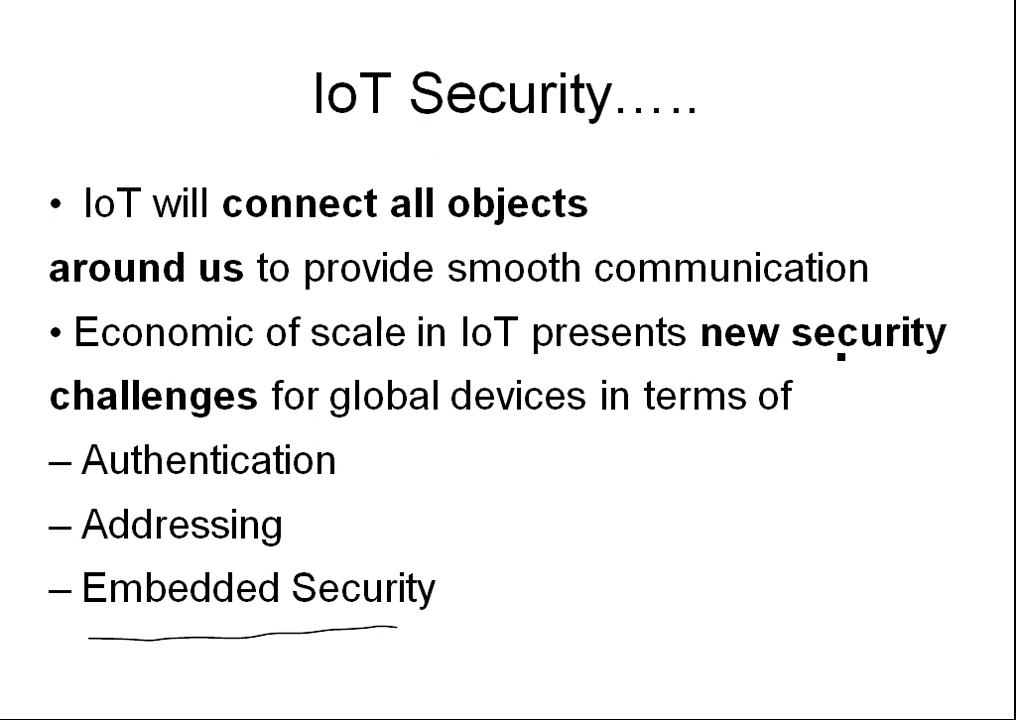 IoT Security…..
• IoT will connect all objects
around us to provide smooth communication
• Economic of scale in IoT presents new security
challenges for global devices in terms of
– Authentication
– Addressing
– Embedded Security